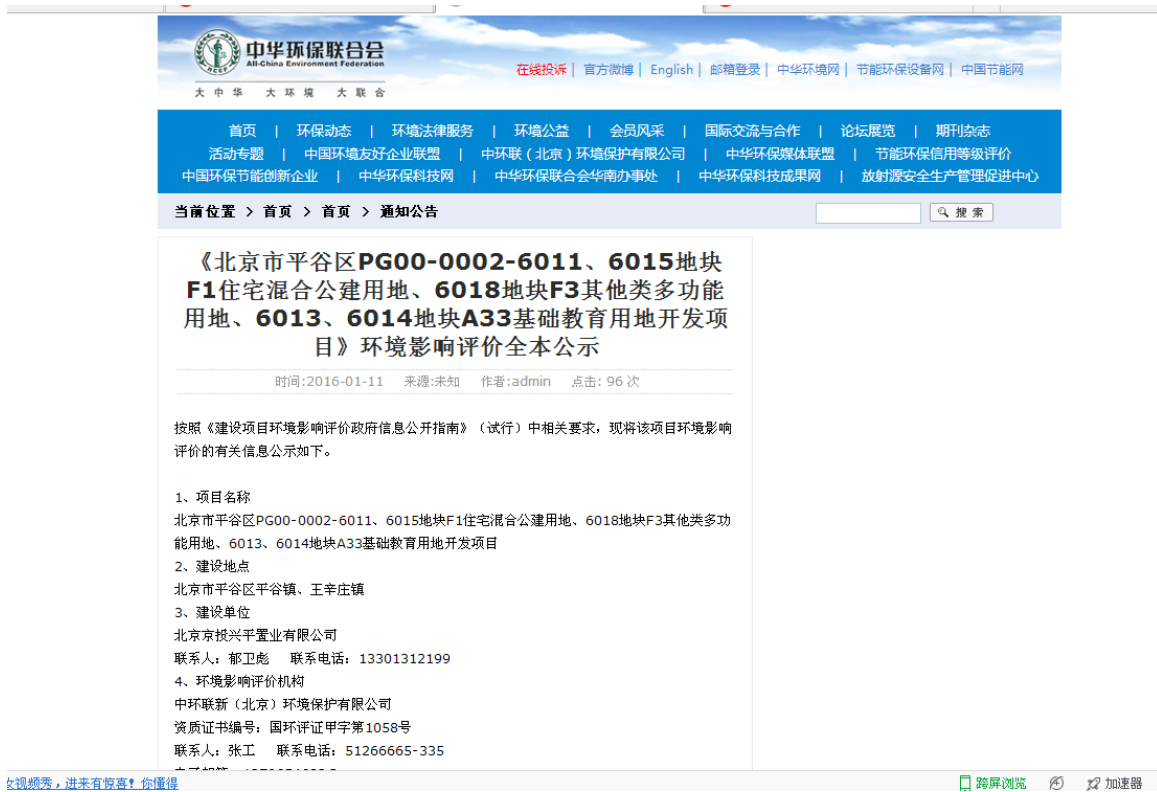 中华环保联合会
All-China Environment Federation
大中华 大环境 大联合
在线投诉| 官方微博| English| 邮箱登录| 中华环境网| 节能环保设备网| 中国节能网
首页 | 环保动态 | 环境法律服务 | 环境公益 | 会员风采 | 国际交流与合作 | 论坛展览 | 期刊杂志
活动专题 | 中国环境友好企业联盟 | 中环联（北京）环境保护有限公司 | 中华环保媒体联盟 | 节能环保信用等级评价
中国环保节能创新企业 | 中华环保科技网 | 中华环保联合会华南办事处 | 中华环保科技成果网 | 放射源安全生产管理促进中心
当前位置 > 首页 > 首页 > 通知公告
搜 索
《北京市平谷区PG00-0002-6011、6015地块
F1住宅混合公建用地、6018地块F3其他类多功能
用地、6013、6014地块A33基础教育用地开发项
目》环境影响评价全本公示
时间:2016-01-11 来源:未知 作者:admin 点击: 96 次
按照《建设项目环境影响评价政府信息公开指南》（试行）中相关要求，现将该项目环境影响
评价的有关信息公示如下。
1、项目名称
北京市平谷区PG00-0002-6011、6015地块F1住宅混合公建用地、6018地块F3其他类多功
能用地、6013、6014地块A33基础教育用地开发项目
2、建设地点
北京市平谷区平谷镇、王辛庄镇
3、建设单位
北京京投兴平置业有限公司
联系人：郁卫彪 联系电话：13301312199
4、环境影响评价机构
中环联新（北京）环境保护有限公司
资质证书编号：国环评证甲字第1058号
联系人：张工 联系电话：51266665-335
视频秀，进来有惊喜！你懂得
跨屏浏览 加速器